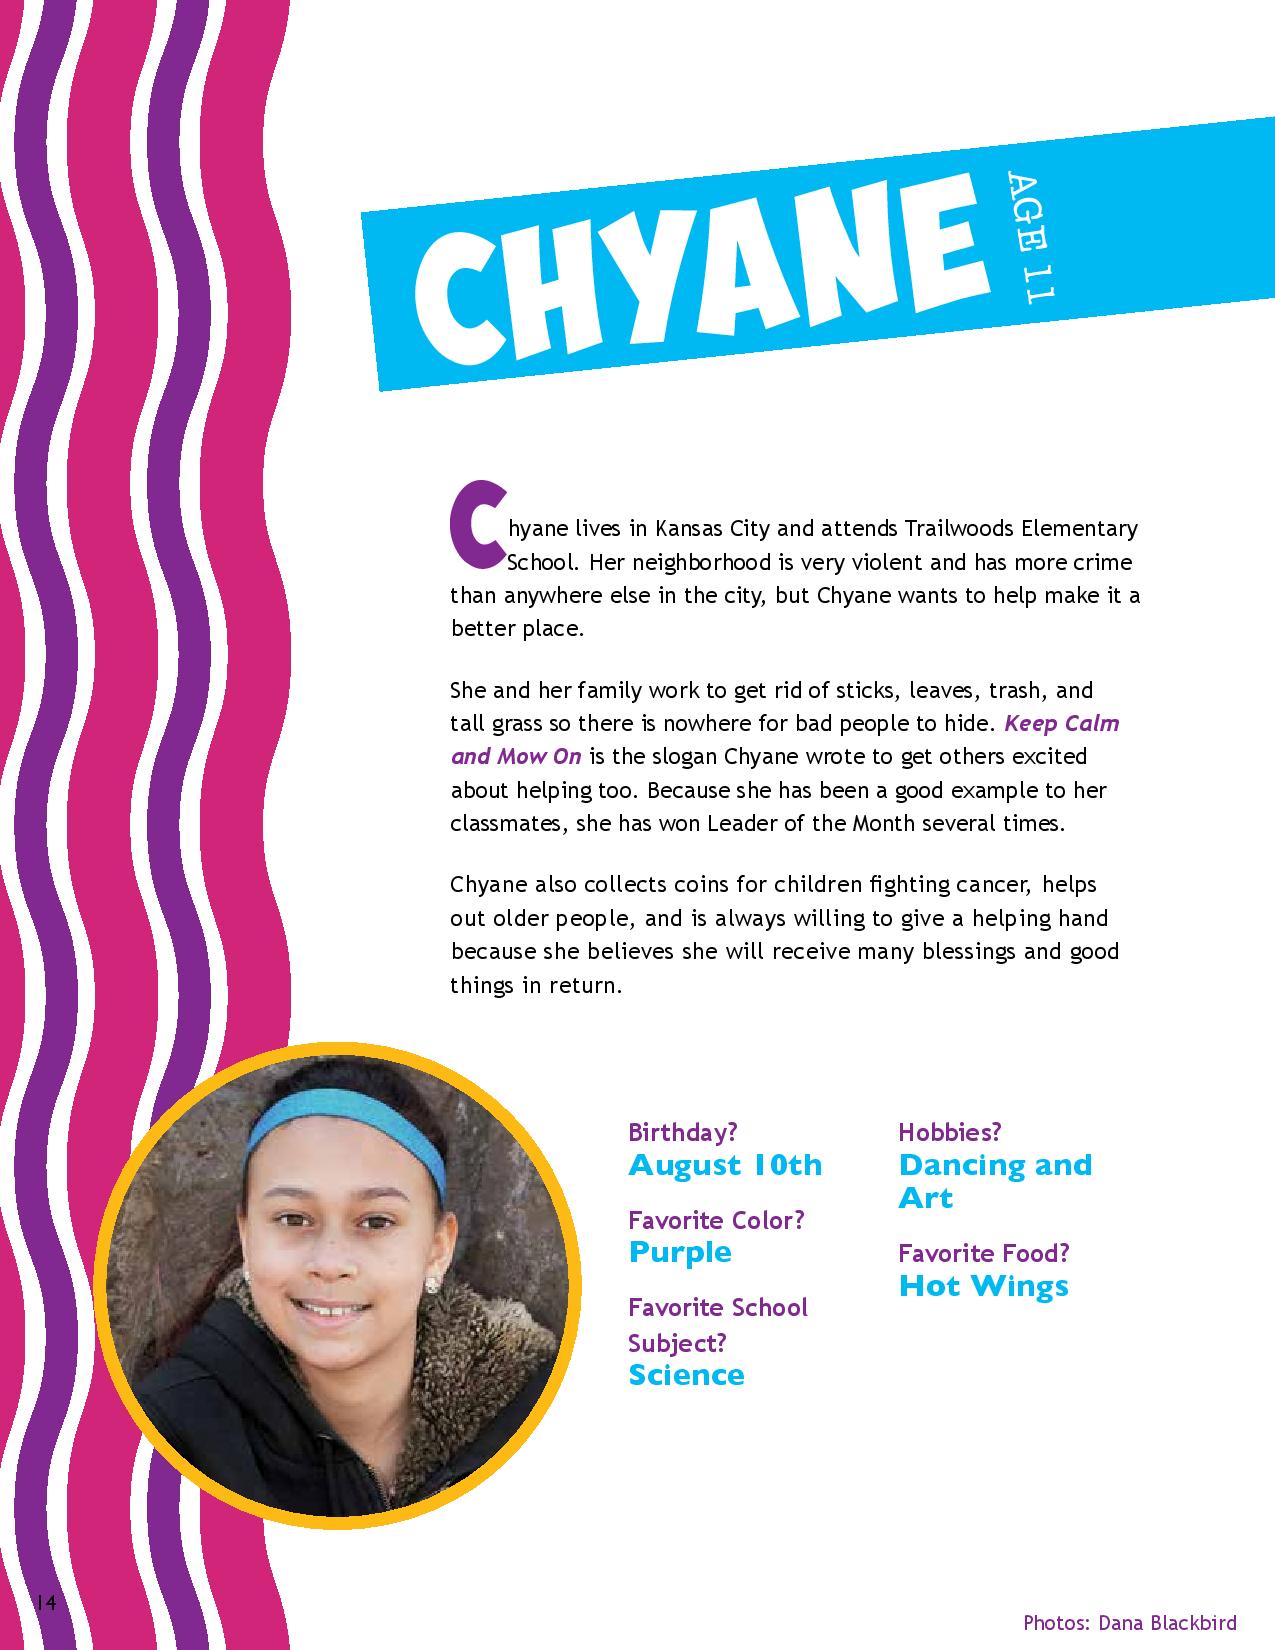 CHYANE
AGE 11
Chyane lives in Kansas City and attends Trailwoods Elementary
School. Her neighborhood is very violent and has more crime
than anywhere else in the city, but Chyane wants to help make it a
better place.
She and her family work to get rid of sticks, leaves, trash, and
tall grass so there is nowhere for bad people to hide. Keep Calm
and Mow On is the slogan Chyane wrote to get others excited
about helping too. Because she has been a good example to her
classmates, she has won Leader of the Month several times.
Chyane also collects coins for children fighting cancer, helps
out older people, and is always willing to give a helping hand
because she believes she will receive many blessings and good
things in return.
Birthday?
August 10th
Favorite Color?
Purple
Favorite School
Subject?
Science
Hobbies?
Dancing and
Art
Favorite Food?
Hot Wings
14
Photos: Dana Blackbird